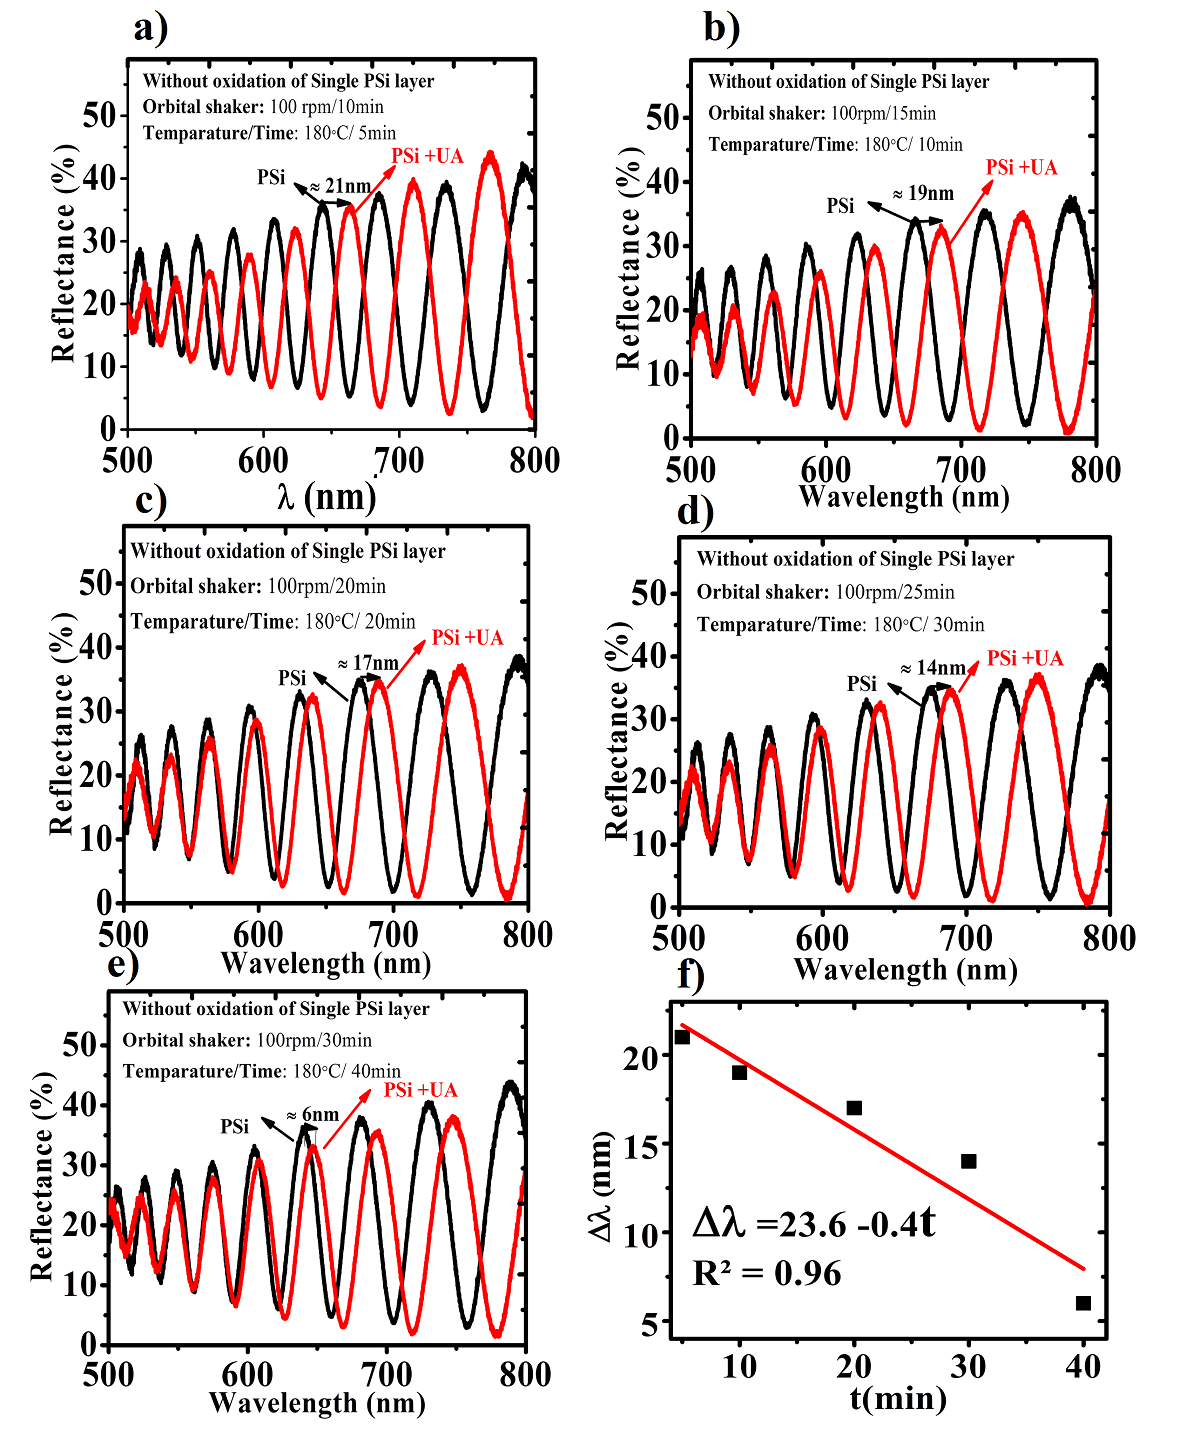 a)
Without oxidation of Single PSi layer
Orbital shaker: 100 rpm/10min
Temparature/Time: 180°C/ 5min
PSi
≈ 21nm
PSi +UA
Reflectance (%)
50
40
30
20
10
0
500
600
700
800
λ (nm)
b)
Without oxidation of Single PSi layer
Orbital shaker: 100rpm/15min
Temparature/Time: 180°C/ 10min
PSi
≈ 19nm
PSi +UA
Reflectance (%)
50
40
30
20
10
0
500
600
700
800
Wavelength (nm)
c)
Without oxidation of Single PSi layer
Orbital shaker: 100rpm/20min
Temparature/Time: 180°C/ 20min
PSi
≈ 17nm
PSi +UA
Reflectance (%)
50
40
30
20
10
0
500
600
700
800
Wavelength (nm)
d)
Without oxidation of Single PSi layer
Orbital shaker: 100rpm/25min
Temparature/Time: 180°C/ 30min
PSi
≈ 14nm
PSi +UA
Reflectance (%)
50
40
30
20
10
0
500
600
700
800
Wavelength (nm)
e)
Without oxidation of Single PSi layer
Orbital shaker: 100rpm/30min
Temparature/Time: 180°C/ 40min
PSi
≈ 6nm
PSi +UA
Reflectance (%)
50
40
30
20
10
0
500
600
700
800
Wavelength (nm)
f)
Δλ (nm)
20
15
10
5
Δλ =23.6 -0.4t
R² = 0.96
10
20
30
40
t(min)